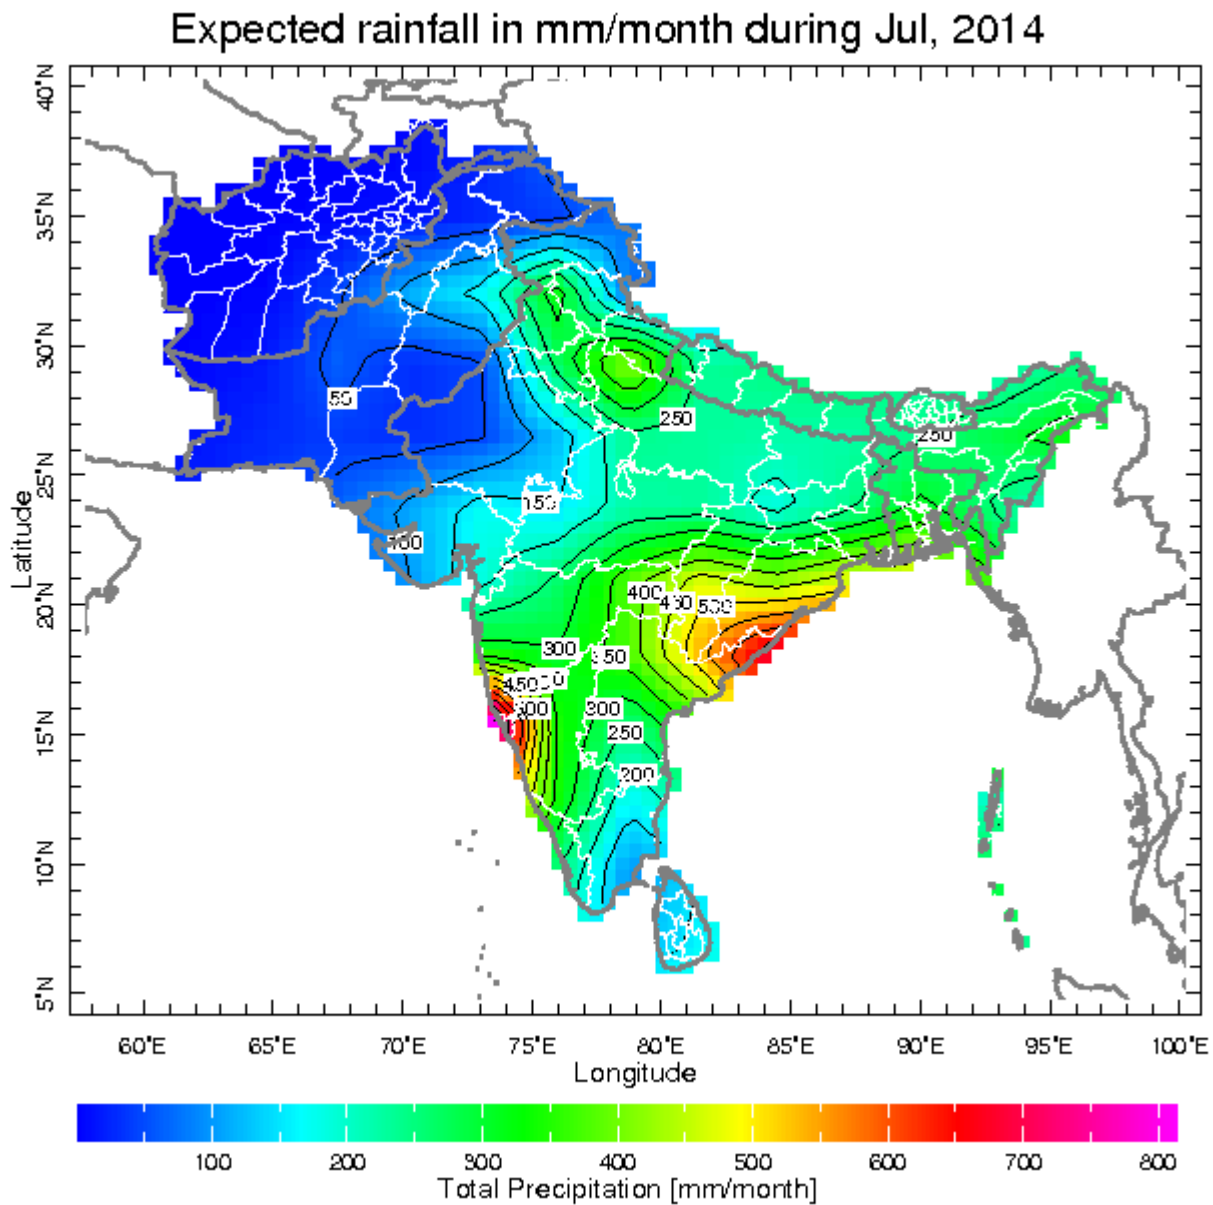 Expected rainfall in mm/month during Jul, 2014
40°N
35°N
30°N
25°N
20°N
15°N
10°N
5°N
Latitude
50
250
250
150
100
400 450 500
300
350
450
300
250
200
60°E 65°E 70°E 75°E 80°E 85°E 90°E 95°E 100°E
Longitude
100 200 300 400 500 600 700 800
Total Precipitation [mm/month]